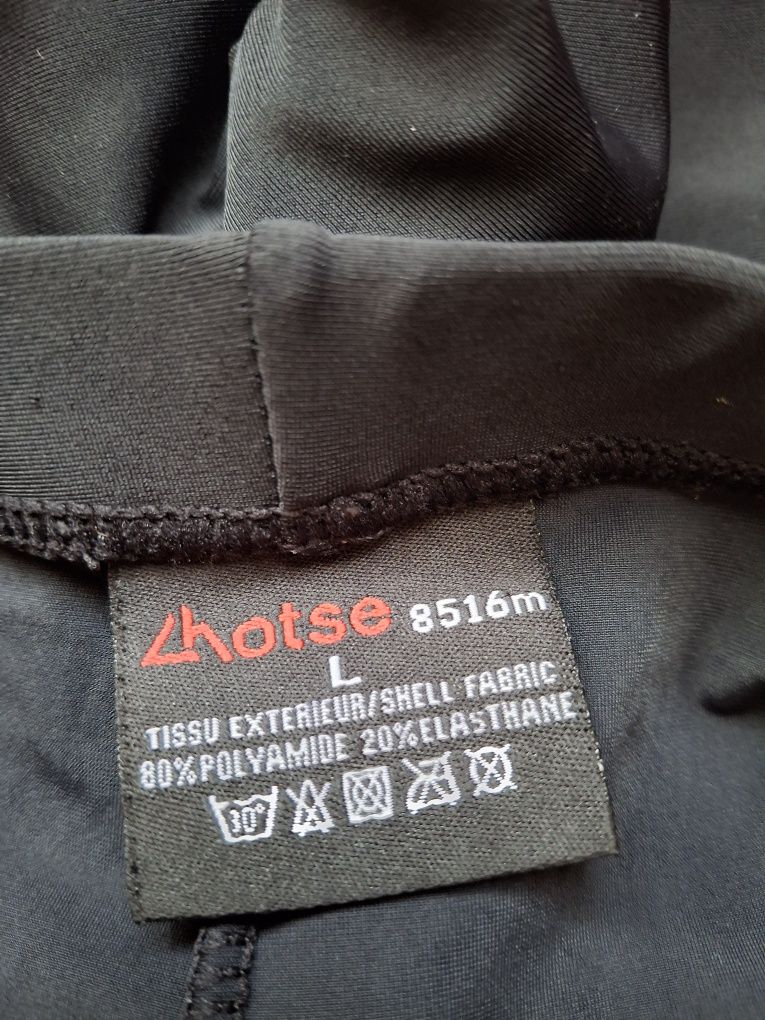 Lhotse 8516m
L
TISSU EXTERIEUR/SHELL FABRIC
80%POLYAMIDE 20%ELASTHANE
30°